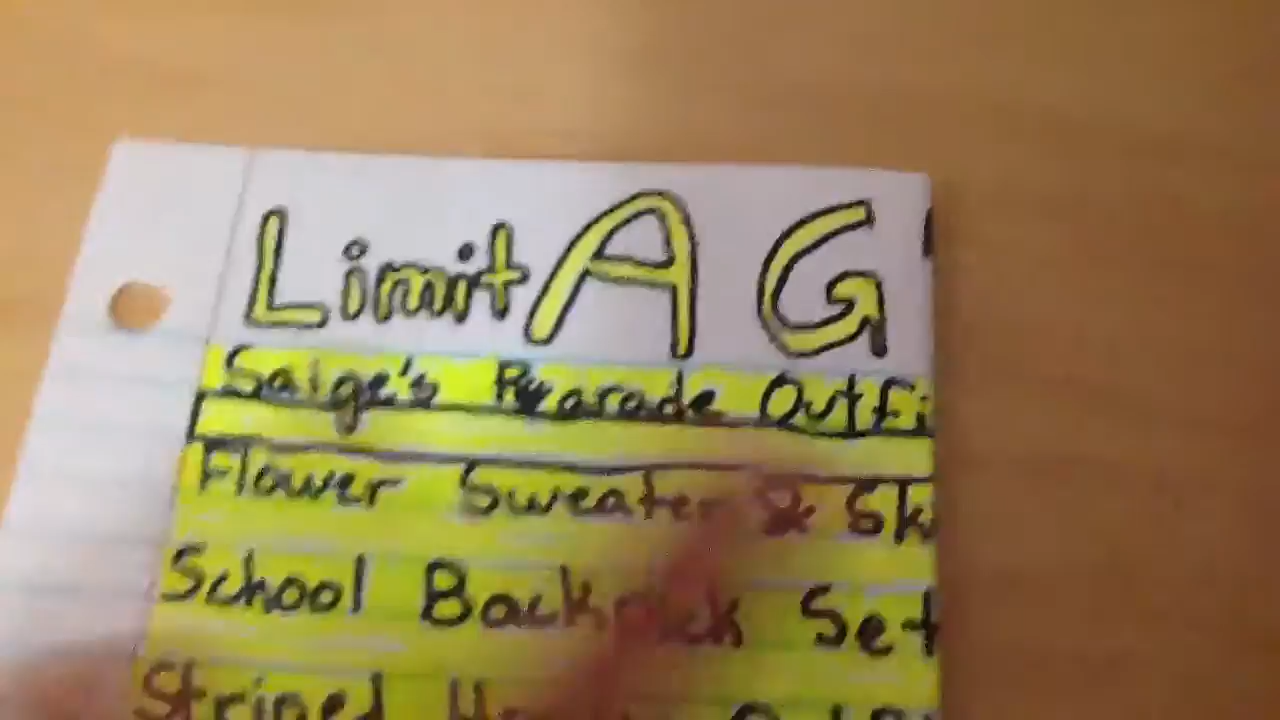 Limit A G
Saige's Parade Outfi
Flower Sweater & Sk
School Backpack Set
Striped